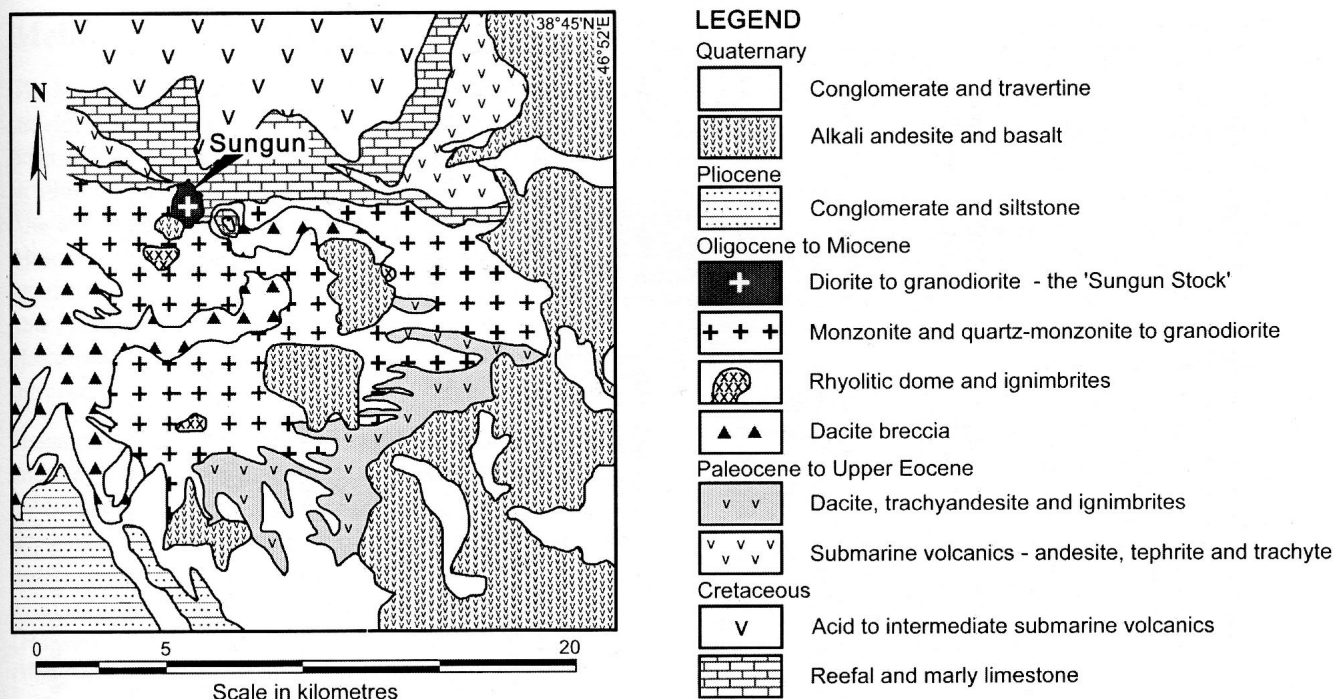 38°45'N
46°52'E
N
Sungun
0 5 20
Scale in kilometres
LEGEND
Quaternary
Conglomerate and travertine
Alkali andesite and basalt
Pliocene
Conglomerate and siltstone
Oligocene to Miocene
Diorite to granodiorite - the 'Sungun Stock'
Monzonite and quartz-monzonite to granodiorite
Rhyolitic dome and ignimbrites
Dacite breccia
Paleocene to Upper Eocene
Dacite, trachyandesite and ignimbrites
Submarine volcanics - andesite, tephrite and trachyte
Cretaceous
Acid to intermediate submarine volcanics
Reefal and marly limestone